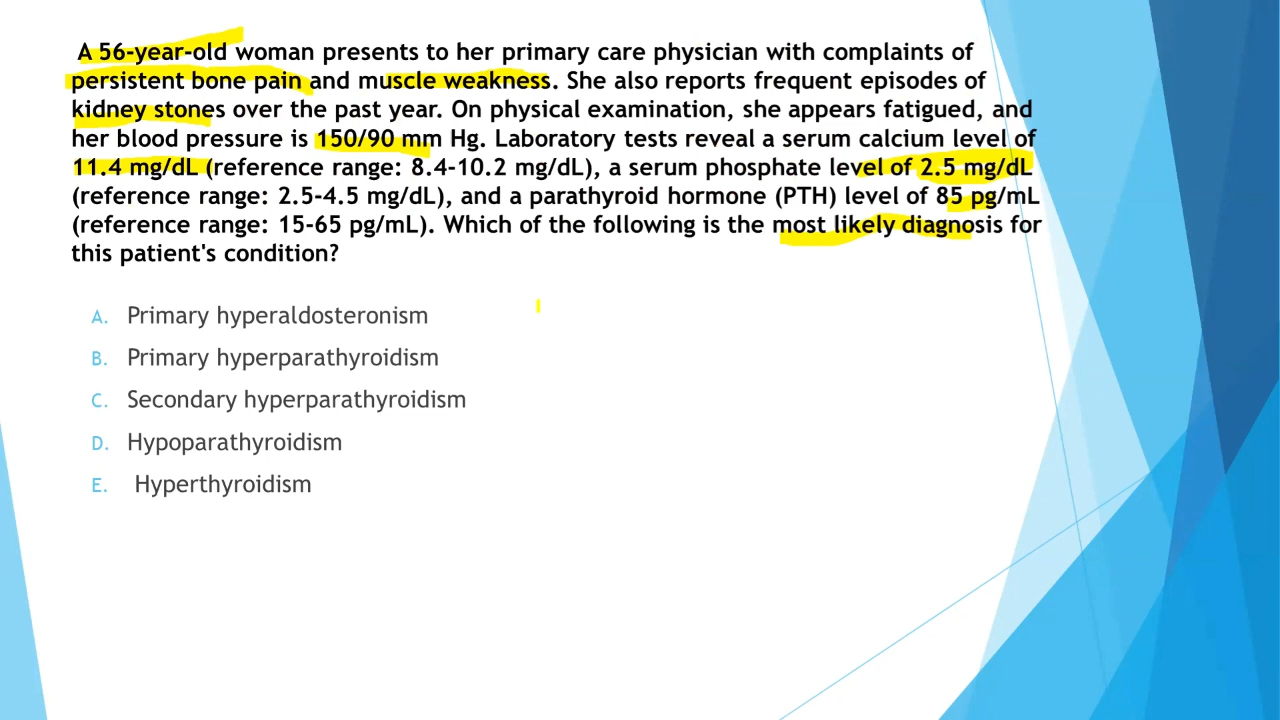 A 56-year-old woman presents to her primary care physician with complaints of
persistent bone pain and muscle weakness. She also reports frequent episodes of
kidney stones over the past year. On physical examination, she appears fatigued, and
her blood pressure is 150/90 mm Hg. Laboratory tests reveal a serum calcium level of
11.4 mg/dL (reference range: 8.4-10.2 mg/dL), a serum phosphate level of 2.5 mg/dL
(reference range: 2.5-4.5 mg/dL), and a parathyroid hormone (PTH) level of 85 pg/mL
(reference range: 15-65 pg/mL). Which of the following is the most likely diagnosis for
this patient's condition?
A. Primary hyperaldosteronism
B. Primary hyperparathyroidism
C. Secondary hyperparathyroidism
D. Hypoparathyroidism
E. Hyperthyroidism